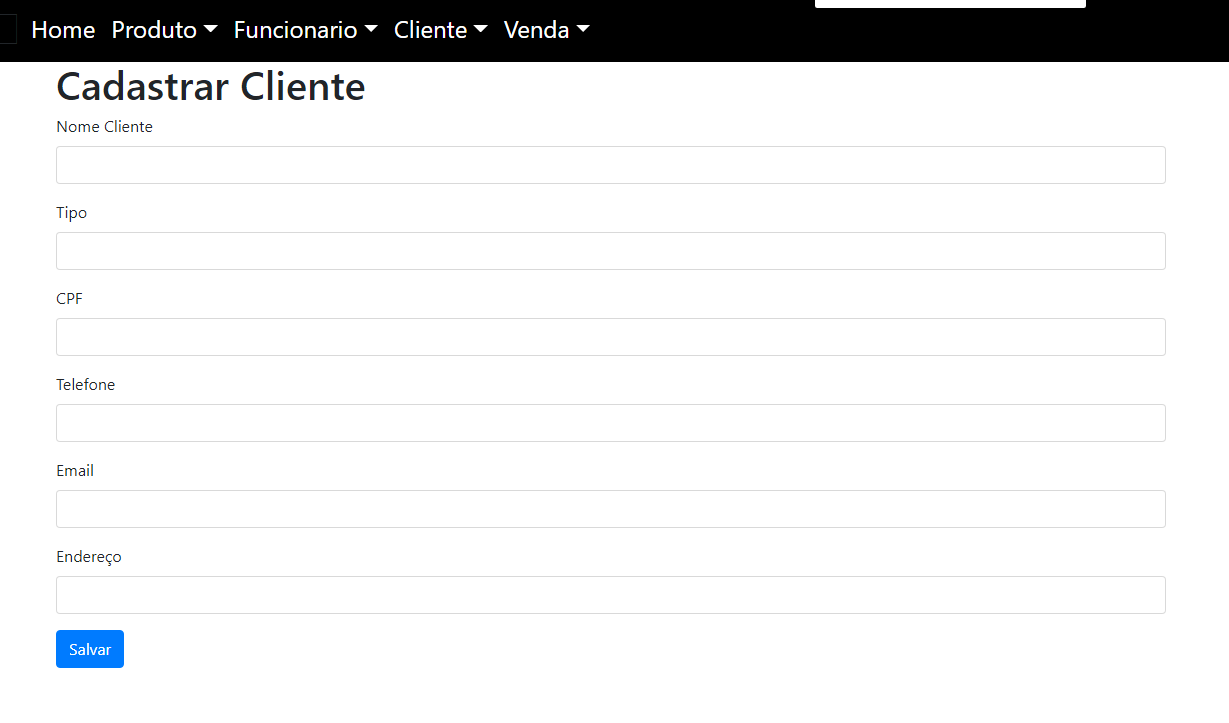 Home Produto Funcionario Cliente Venda
Cadastrar Cliente
Nome Cliente
Tipo
CPF
Telefone
Email
Endereço
Salvar